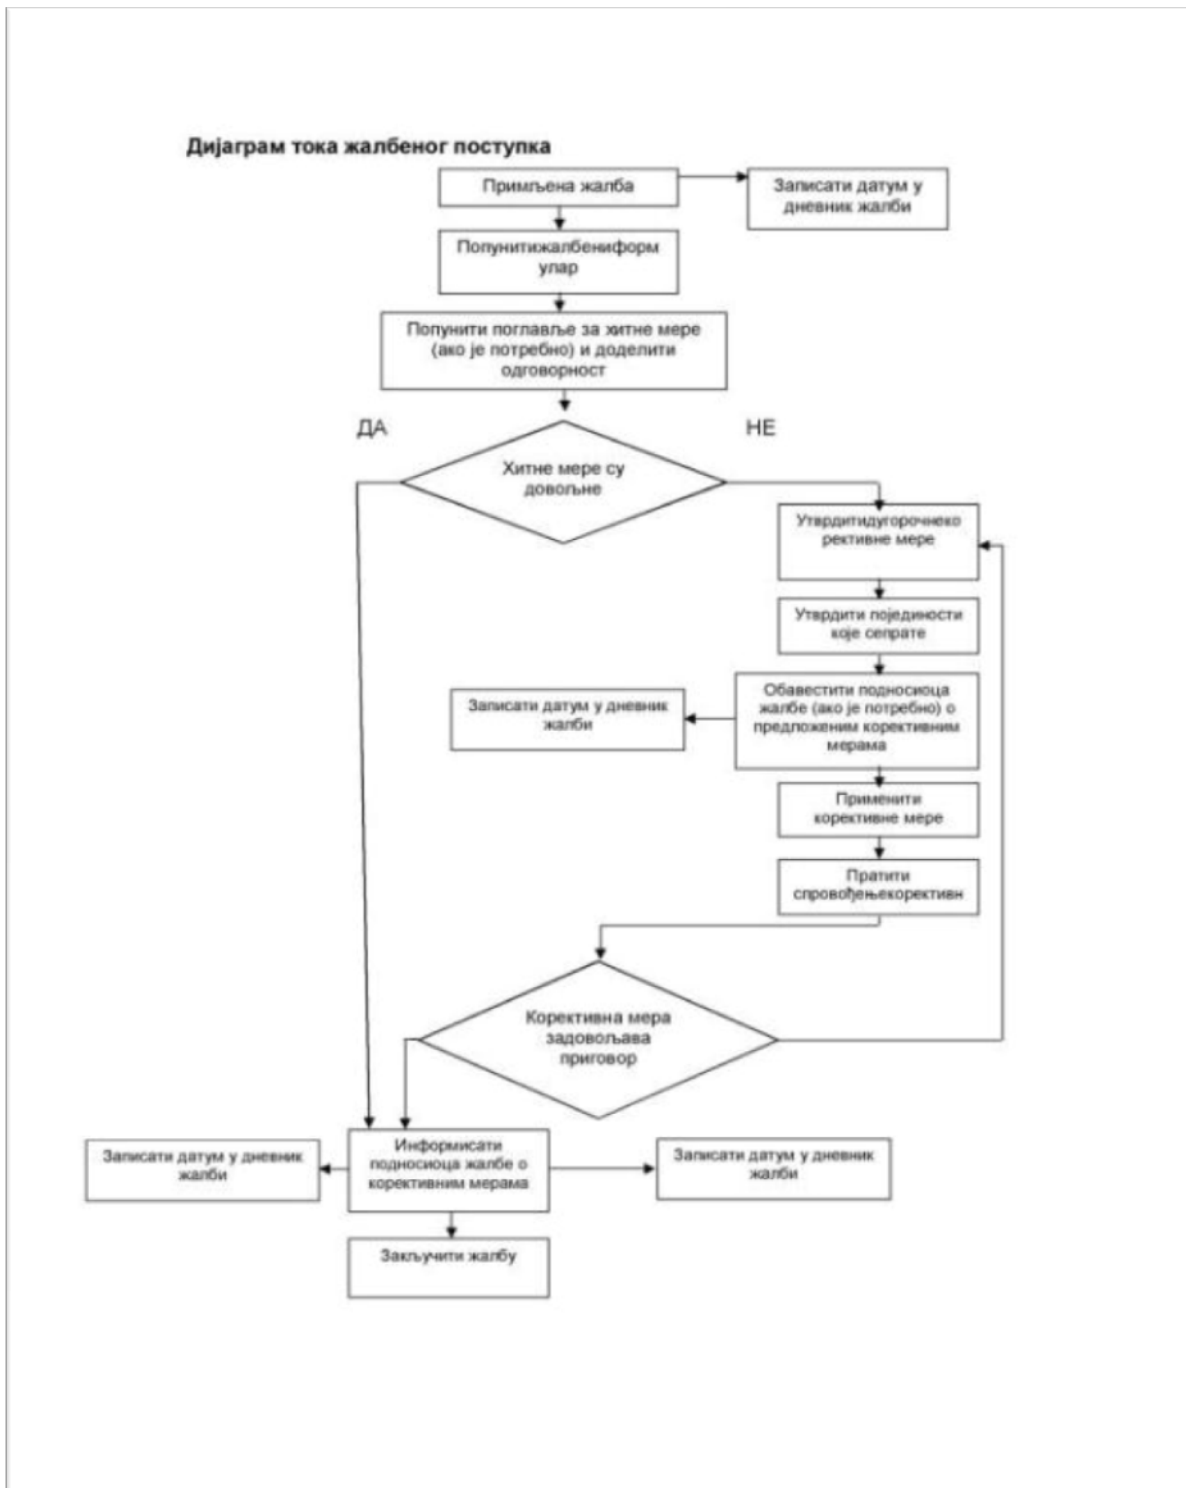 Дијаграм тока жалбеног поступка
Примљена жалба
Записати датум у
дневник жалби
Попунитижалбениформ
улар
Попунити поглавље за хитне мере
(ако је потребно) и доделити
одговорност
ДА
НЕ
Хитне мере су
довољне
Утврдитидугорочнеко
рективне мере
Утврдити појединости
које сепрате
Обавестити подносиоца
жалбе (ако је потребно) о
предложеним корективним
мерама
Записати датум у дневник
жалби
Применити
корективне мере
Пратити
спровођењекорективн
Корективна мера
задовољава
приговор
Информисати
подносиоца жалбе о
корективним мерама
Записати датум у дневник
жалби
Записати датум у дневник
жалби
Закључити жалбу